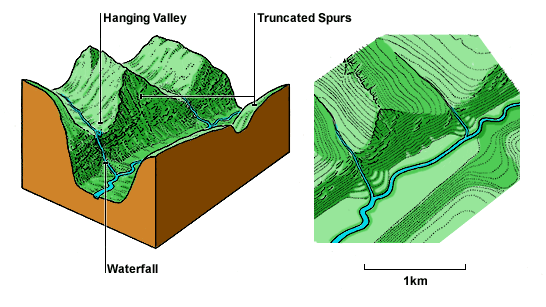 Hanging Valley
Truncated Spurs
Waterfall
1km